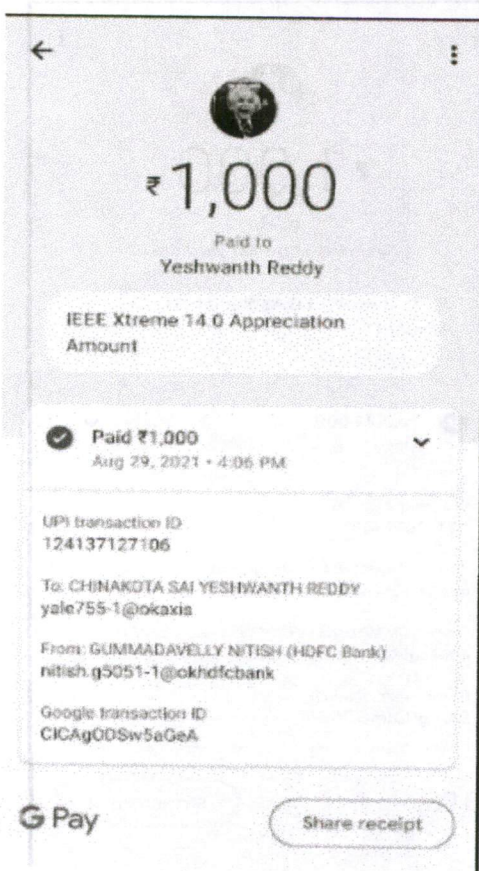 ₹1,000
Paid to
Yeshwanth Reddy
IEEE Xtreme 14 0 Appreciation
Amount
Paid ₹1,000
Aug 29, 2021 • 4:06 PM
UPI transaction ID
124137127106
To: CHINAKOTA SAI YESHWANTH REDDY
yale755-1@okaxis
From: GUMMADAVELLY NITISH (HDFC Bank)
nitish.g5051-1@okhdfcbank
Google transaction ID
CICAgODSw5aGeA
G Pay
Share receipt